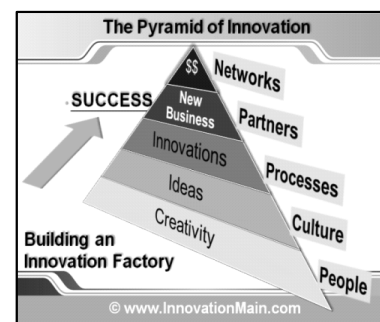 The Pyramid of Innovation
$$
Networks
SUCCESS
New
Business
Partners
Innovations
Processes
Ideas
Culture
Creativity
People
Building an
Innovation Factory
© www.InnovationMain.com